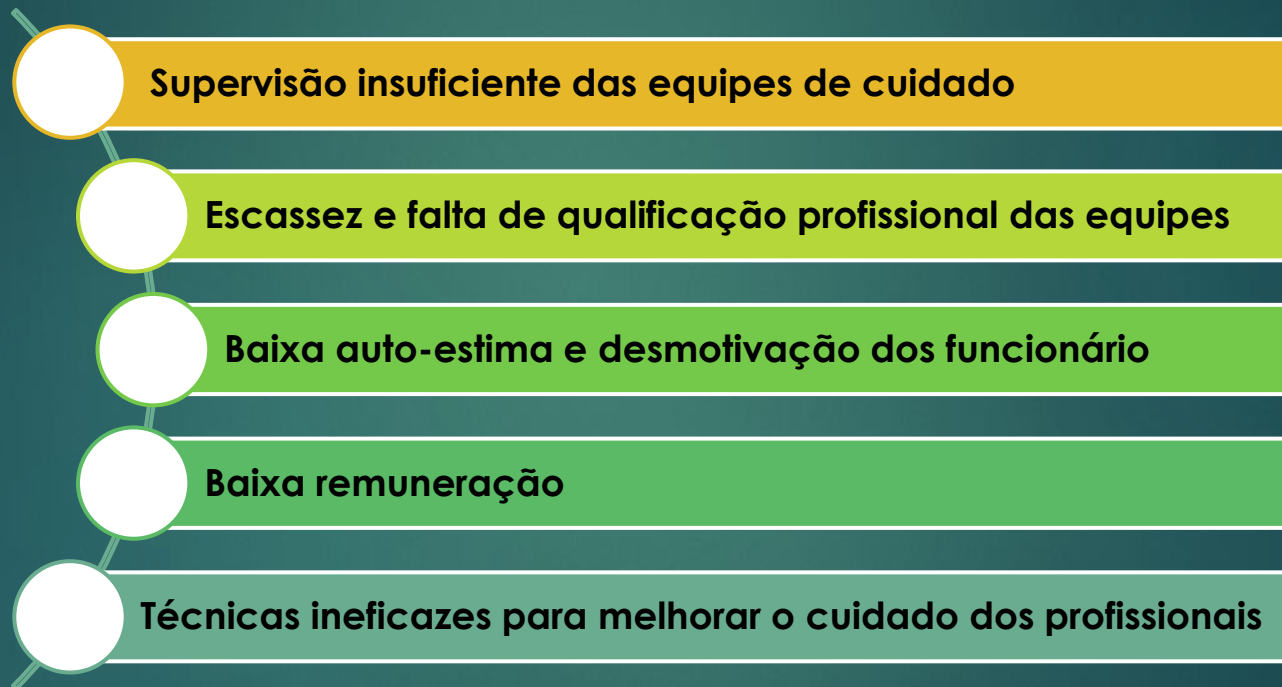 Supervisão insuficiente das equipes de cuidado
Escassez e falta de qualificação profissional das equipes
Baixa auto-estima e desmotivação dos funcionário
Baixa remuneração
Técnicas ineficazes para melhorar o cuidado dos profissionais